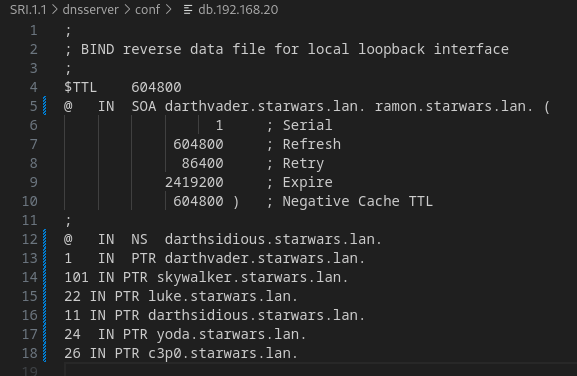 SRI.1.1 > dnsserver > conf > db.192.168.20
1 ;
2 ; BIND reverse data file for local loopback interface
3 ;
4 $TTL    604800
5 @   IN  SOA darthvader.starwars.lan. ramon.starwars.lan. (
6                   1     ; Serial
7              604800     ; Refresh
8               86400     ; Retry
9             2419200     ; Expire
10             604800 )   ; Negative Cache TTL
11 ;
12 @   IN  NS  darthsidious.starwars.lan.
13 1   IN  PTR darthvader.starwars.lan.
14 101 IN PTR skywalker.starwars.lan.
15 22 IN PTR luke.starwars.lan.
16 11 IN PTR darthsidious.starwars.lan.
17 24  IN PTR yoda.starwars.lan.
18 26 IN PTR c3p0.starwars.lan.
19